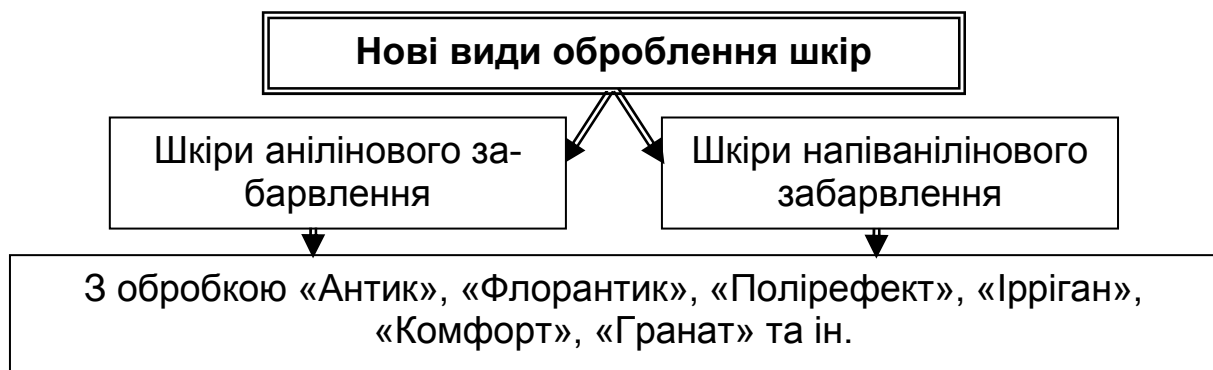 Нові види оброблення шкір
Шкіри анілінового за-
барвлення
Шкіри напіванілінового
забарвлення
З обробкою «Антик», «Флорантик», «Полірефект», «Ірріган»,
«Комфорт», «Гранат» та ін.